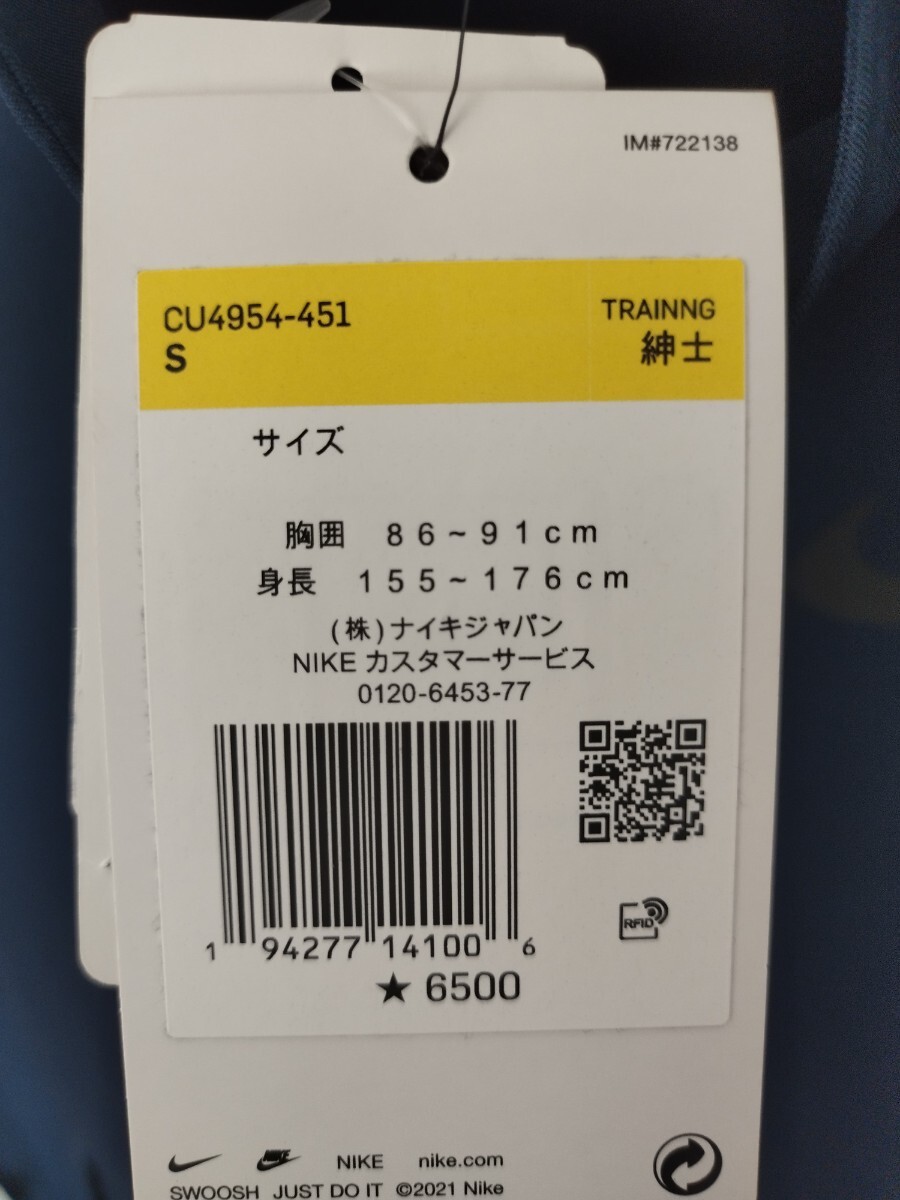 IM#722138
CU4954-451 TRAINNG
S 紳士
サイズ
胸囲 86~91cm
身長 155~176cm
(株)ナイキジャパン
NIKE カスタマーサービス
0120-6453-77
RFID
1 94277 14100 6
★6500
NIKE nike.com
SWOOSH JUST DO IT ©2021 Nike